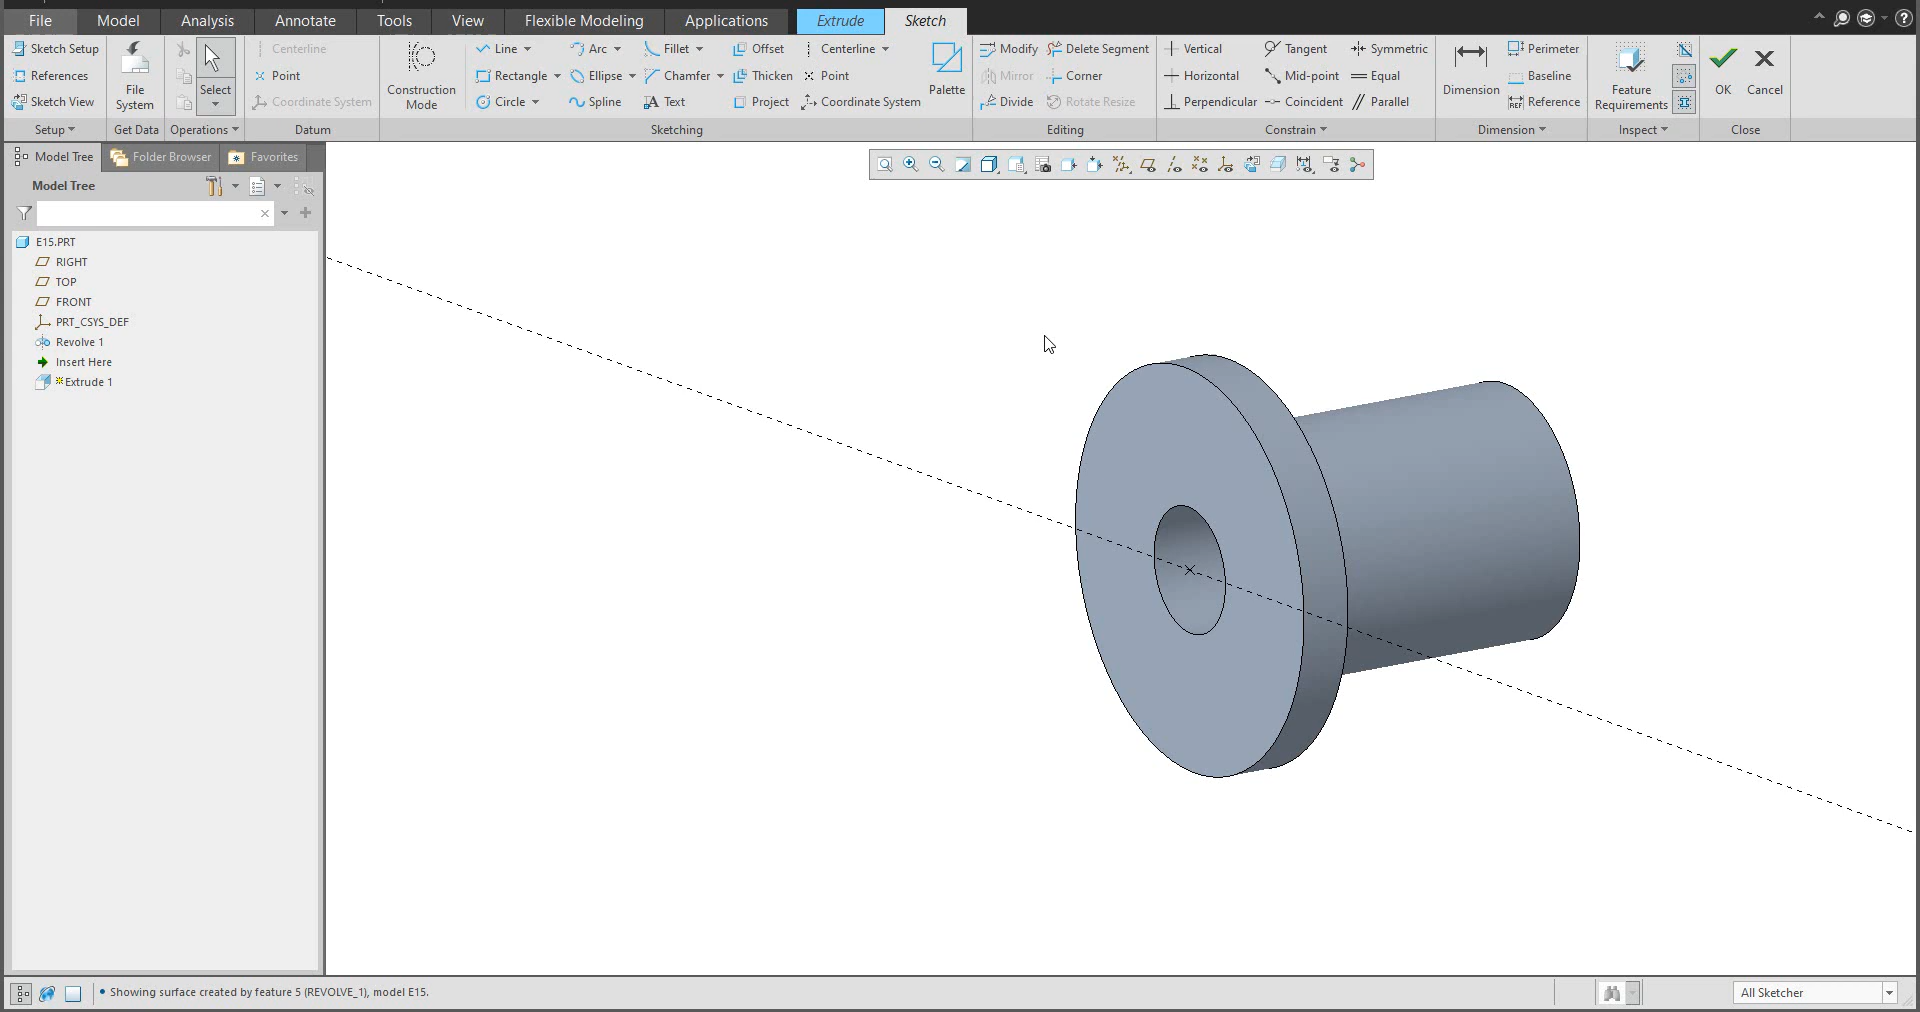 File Model Analysis Annotate Tools View Flexible Modeling Applications Extrude Sketch
Sketch Setup
References
Sketch View
Setup
File System
Get Data
Select
Operations
Centerline
Point
Coordinate System
Datum
Construction Mode
Line Arc Fillet Offset Centerline
Rectangle Ellipse Chamfer Thicken Point
Circle Spline Text Project Coordinate System
Palette
Sketching
Modify Delete Segment
Mirror Corner
Divide Rotate Resize
Editing
Vertical Tangent Symmetric
Horizontal Mid-point Equal
Perpendicular Coincident Parallel
Constrain
Dimension
Perimeter
Baseline
REF Reference
Dimension
Feature Requirements
Inspect
OK
Cancel
Close
Model Tree Folder Browser Favorites
Model Tree
E15.PRT
RIGHT
TOP
FRONT
PRT_CSYS_DEF
Revolve 1
Insert Here
Extrude 1
Showing surface created by feature 5 (REVOLVE_1), model E15.
All Sketcher